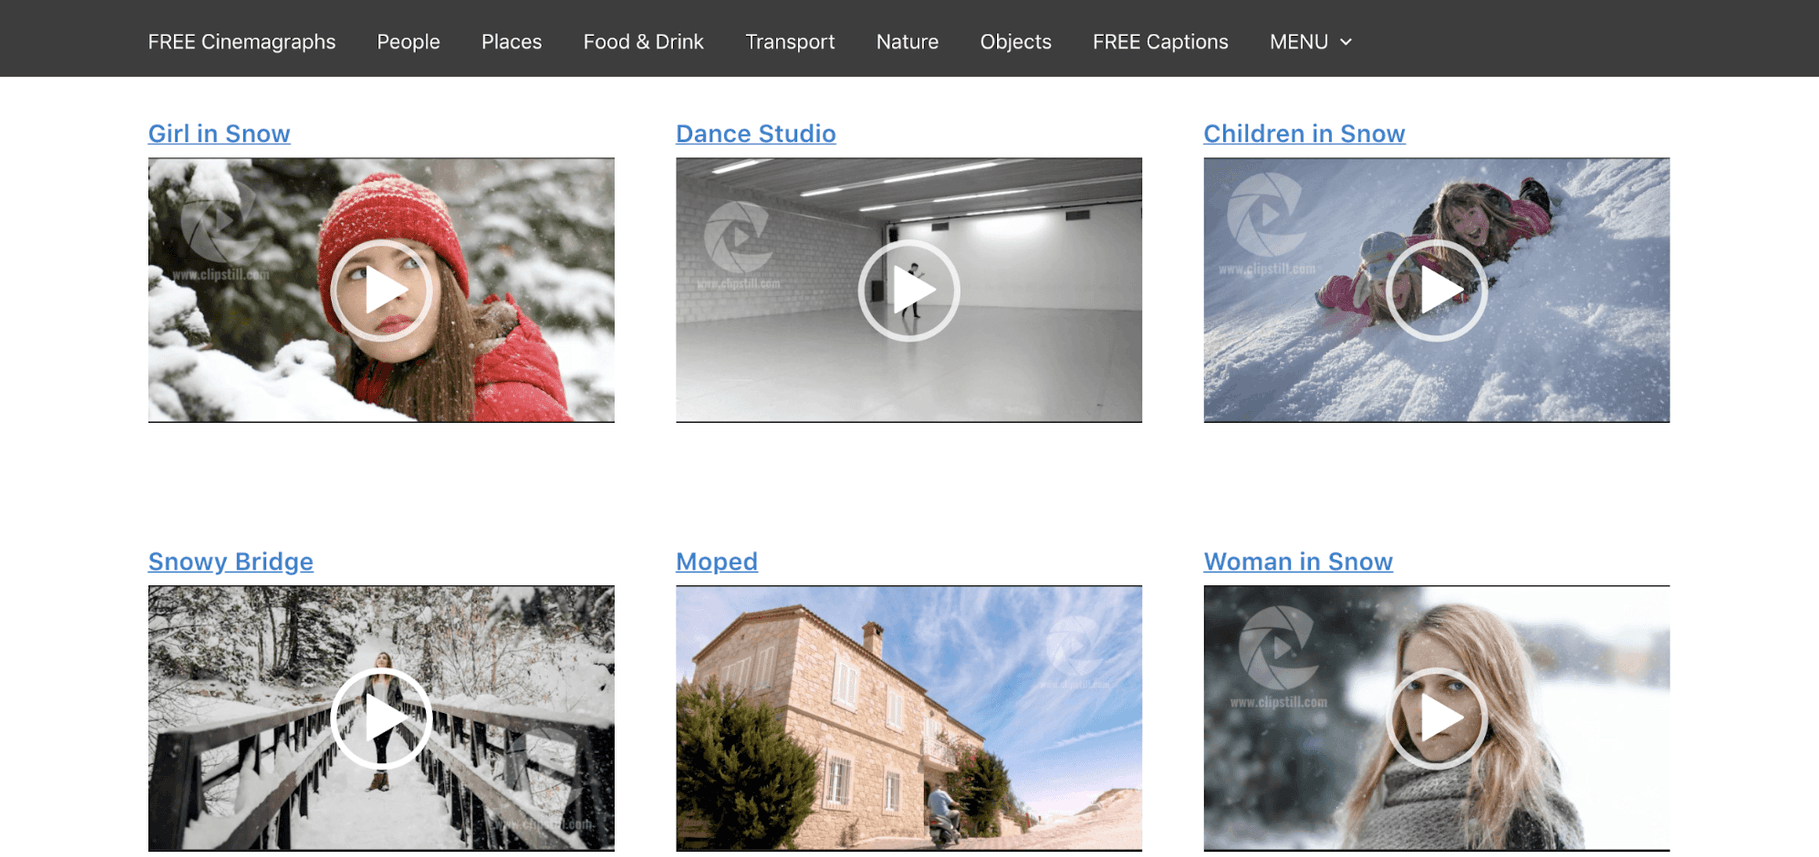 FREE Cinemagraphs People Places Food & Drink Transport Nature Objects FREE Captions MENU
Girl in Snow Dance Studio Children in Snow
www.clipstill.com www.clipstill.com www.clipstill.com
Snowy Bridge Moped Woman in Snow
www.clipstill.com www.clipstill.com www.clipstill.com